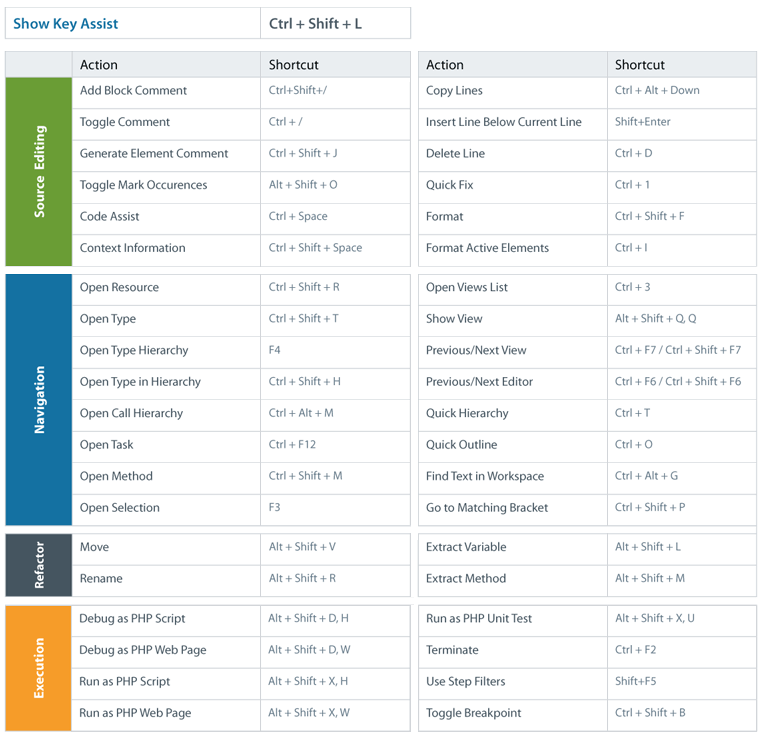 Show Key Assist Ctrl + Shift + L
Action Shortcut Action Shortcut
Source Editing
Add Block Comment Ctrl+Shift+/ Copy Lines Ctrl + Alt + Down
Toggle Comment Ctrl + / Insert Line Below Current Line Shift+Enter
Generate Element Comment Ctrl + Shift + J Delete Line Ctrl + D
Toggle Mark Occurences Alt + Shift + O Quick Fix Ctrl + 1
Code Assist Ctrl + Space Format Ctrl + Shift + F
Context Information Ctrl + Shift + Space Format Active Elements Ctrl + I
Navigation
Open Resource Ctrl + Shift + R Open Views List Ctrl + 3
Open Type Ctrl + Shift + T Show View Alt + Shift + Q, Q
Open Type Hierarchy F4 Previous/Next View Ctrl + F7 / Ctrl + Shift + F7
Open Type in Hierarchy Ctrl + Shift + H Previous/Next Editor Ctrl + F6 / Ctrl + Shift + F6
Open Call Hierarchy Ctrl + Alt + M Quick Hierarchy Ctrl + T
Open Task Ctrl + F12 Quick Outline Ctrl + O
Open Method Ctrl + Shift + M Find Text in Workspace Ctrl + Alt + G
Open Selection F3 Go to Matching Bracket Ctrl + Shift + P
Refactor
Move Alt + Shift + V Extract Variable Alt + Shift + L
Rename Alt + Shift + R Extract Method Alt + Shift + M
Execution
Debug as PHP Script Alt + Shift + D, H Run as PHP Unit Test Alt + Shift + X, U
Debug as PHP Web Page Alt + Shift + D, W Terminate Ctrl + F2
Run as PHP Script Alt + Shift + X, H Use Step Filters Shift+F5
Run as PHP Web Page Alt + Shift + X, W Toggle Breakpoint Ctrl + Shift + B